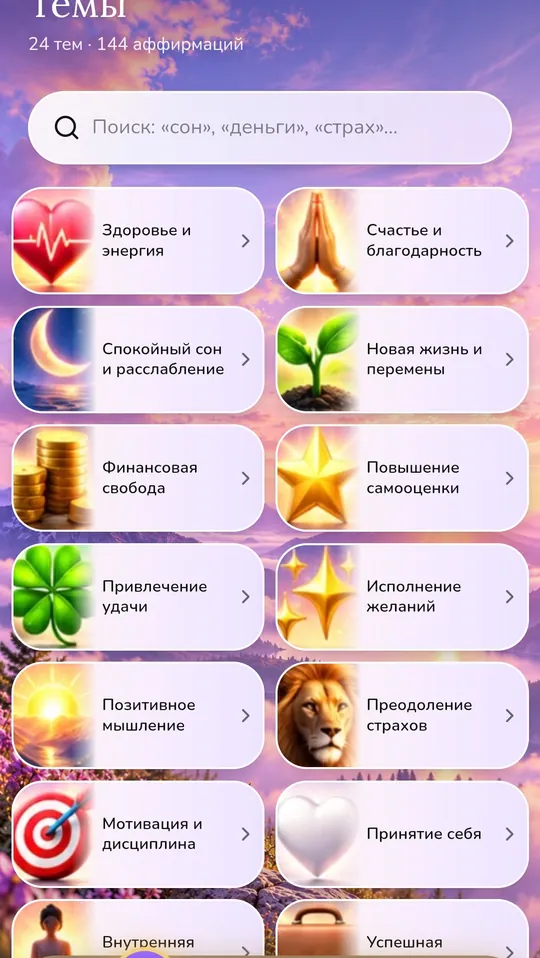 Темы
24 тем · 144 аффирмаций
Поиск: «сон», «деньги», «страх»...
Здоровье и
энергия
Счастье и
благодарность
Спокойный сон
и расслабление
Новая жизнь и
перемены
Финансовая
свобода
Повышение
самооценки
Привлечение
удачи
Исполнение
желаний
Позитивное
мышление
Преодоление
страхов
Мотивация и
дисциплина
Принятие себя
Внутренняя
Успешная